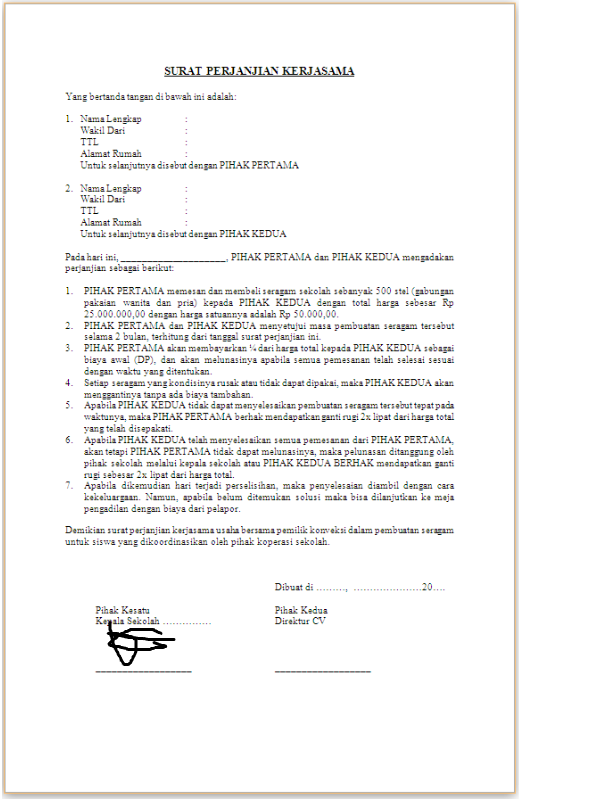 SURAT PERJANJIAN KERJASAMA
Yang bertanda tangan di bawah ini adalah:
1. Nama Lengkap :
Wakil Dari :
TTL :
Alamat Rumah :
Untuk selanjutnya disebut dengan PIHAK PERTAMA
2. Nama Lengkap :
Wakil Dari :
TTL :
Alamat Rumah :
Untuk selanjutnya disebut dengan PIHAK KEDUA
Pada hari ini, _____________________, PIHAK PERTAMA dan PIHAK KEDUA mengadakan
perjanjian sebagai berikut:
1. PIHAK PERTAMA memesan dan membeli seragam sekolah sebanyak 500 stel (gabungan
pakaian wanita dan pria) kepada PIHAK KEDUA dengan total harga sebesar Rp
25.000.000,00 dengan harga satuannya adalah Rp 50.000,00.
2. PIHAK PERTAMA dan PIHAK KEDUA menyetujui masa pembuatan seragam tersebut
selama 2 bulan, terhitung dari tanggal surat perjanjian ini.
3. PIHAK PERTAMA akan membayarkan ¼ dari harga total kepada PIHAK KEDUA sebagai
biaya awal (DP), dan akan melunasinya apabila semua pemesanan telah selesai sesuai
dengan waktu yang ditentukan.
4. Setiap seragam yang kondisinya rusak atau tidak dapat dipakai, maka PIHAK KEDUA akan
menggantinya tanpa ada biaya tambahan.
5. Apabila PIHAK KEDUA tidak dapat menyelesaikan pembuatan seragam tersebut tepat pada
waktunya, maka PIHAK PERTAMA berhak mendapatkan ganti rugi 2x lipat dari harga total
yang telah disepakati.
6. Apabila PIHAK KEDUA telah menyelesaikan semua pemesanan dari PIHAK PERTAMA,
akan tetapi PIHAK PERTAMA tidak dapat melunasinya, maka pelunasan ditanggung oleh
pihak sekolah melalui kepala sekolah atau PIHAK KEDUA BERHAK mendapatkan ganti
rugi sebesar 2x lipat dari harga total.
7. Apabila dikemudian hari terjadi perselisihan, maka penyelesaian diambil dengan cara
kekeluargaan. Namun, apabila belum ditemukan solusi maka bisa dilanjutkan ke meja
pengadilan dengan biaya dari pelapor.
Demikian surat perjanjian kerjasama usaha bersama pemilik konveksi dalam pembuatan seragam
untuk siswa yang dikoordinasikan oleh pihak koperasi sekolah.
Dibuat di ………, …………………20….
Pihak Kesatu Pihak Kedua
Kepala Sekolah …………… Direktur CV